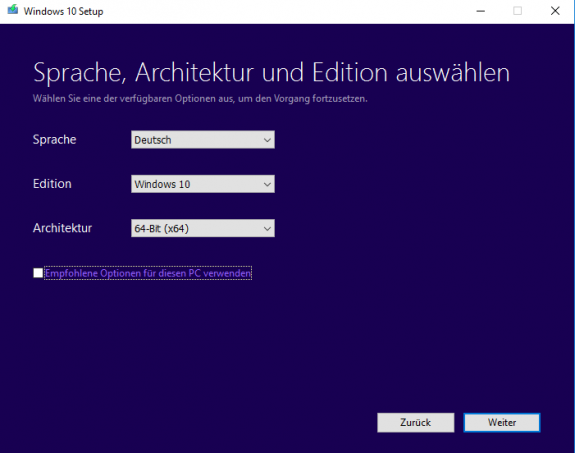 Windows 10 Setup
Sprache, Architektur und Edition auswählen
Wählen Sie eine der verfügbaren Optionen aus, um den Vorgang fortzusetzen.
Sprache Deutsch
Edition Windows 10
Architektur 64-Bit (x64)
Empfohlene Optionen für diesen PC verwenden
Zurück Weiter